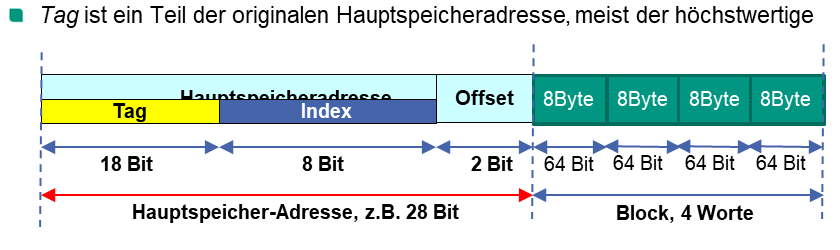 Tag ist ein Teil der originalen Hauptspeicheradresse, meist der höchstwertige
Hauptspeicheradresse Offset 8Byte 8Byte 8Byte 8Byte
Tag Index
18 Bit 8 Bit 2 Bit 64 Bit 64 Bit 64 Bit 64 Bit
Hauptspeicher-Adresse, z.B. 28 Bit Block, 4 Worte